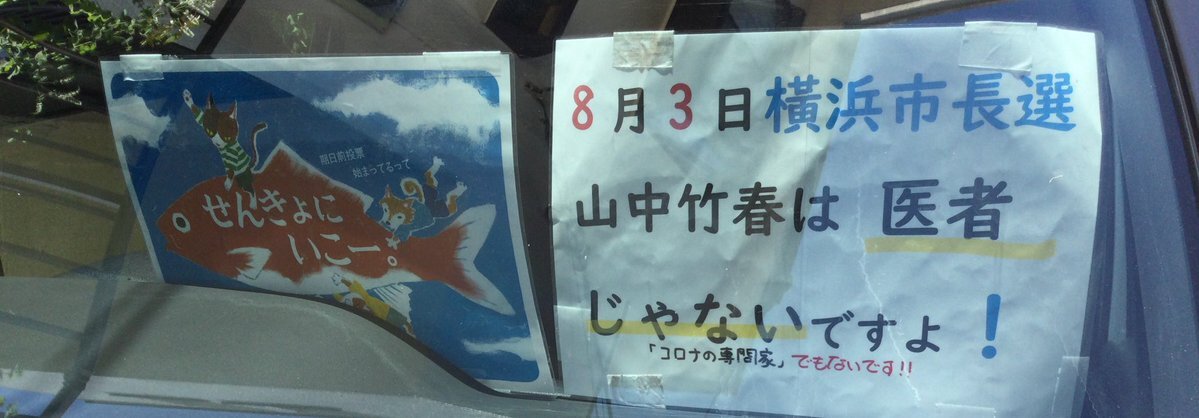 期日前投票
始まってるって
せんきょに
いこー。
8月3日横浜市長選
山中竹春は 医者
じゃないですよ！
「コロナの専門家」でもないです!!